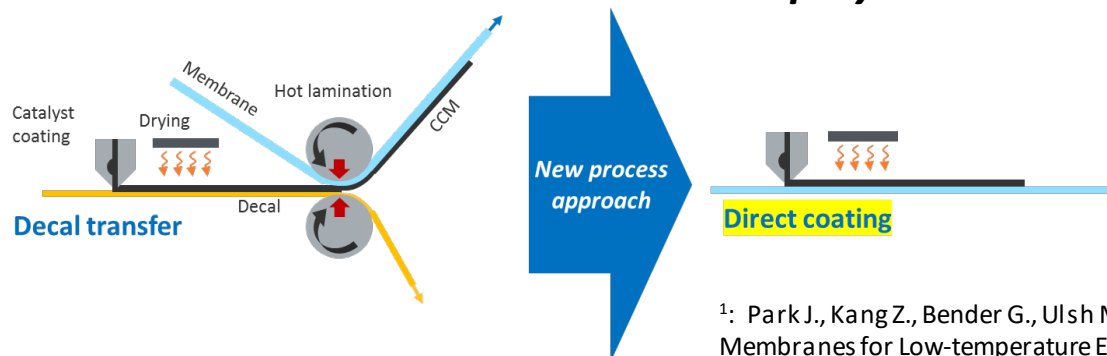 Catalyst
coating
Drying
Membrane
Hot lamination
CCM
Decal
Decal transfer
New process
approach
Direct coating
1: Park J., Kang Z., Bender G., Ulsh M
Membranes for Low-temperature E